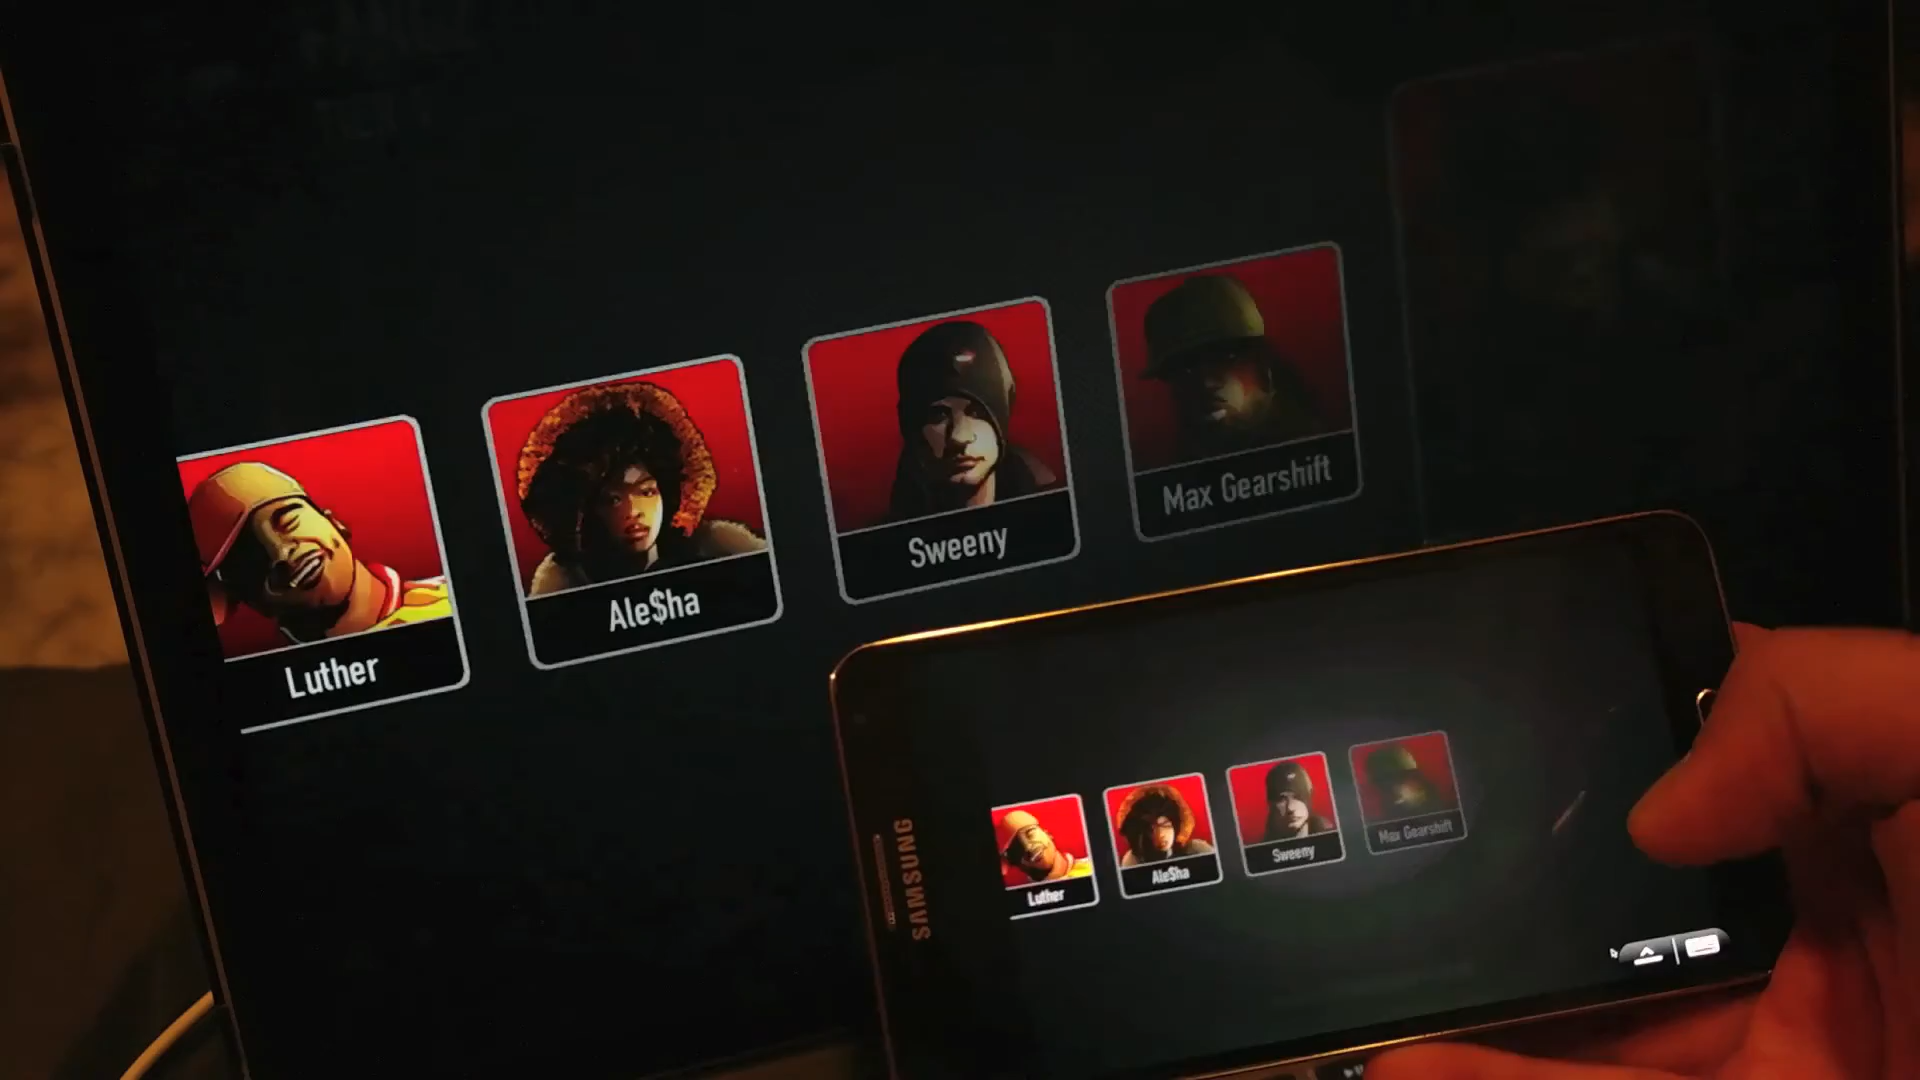 Luther
Ale$ha
Sweeny
Max Gearshift
SAMSUNG
Luther
Ale$ha
Sweeny
Max Gearshift